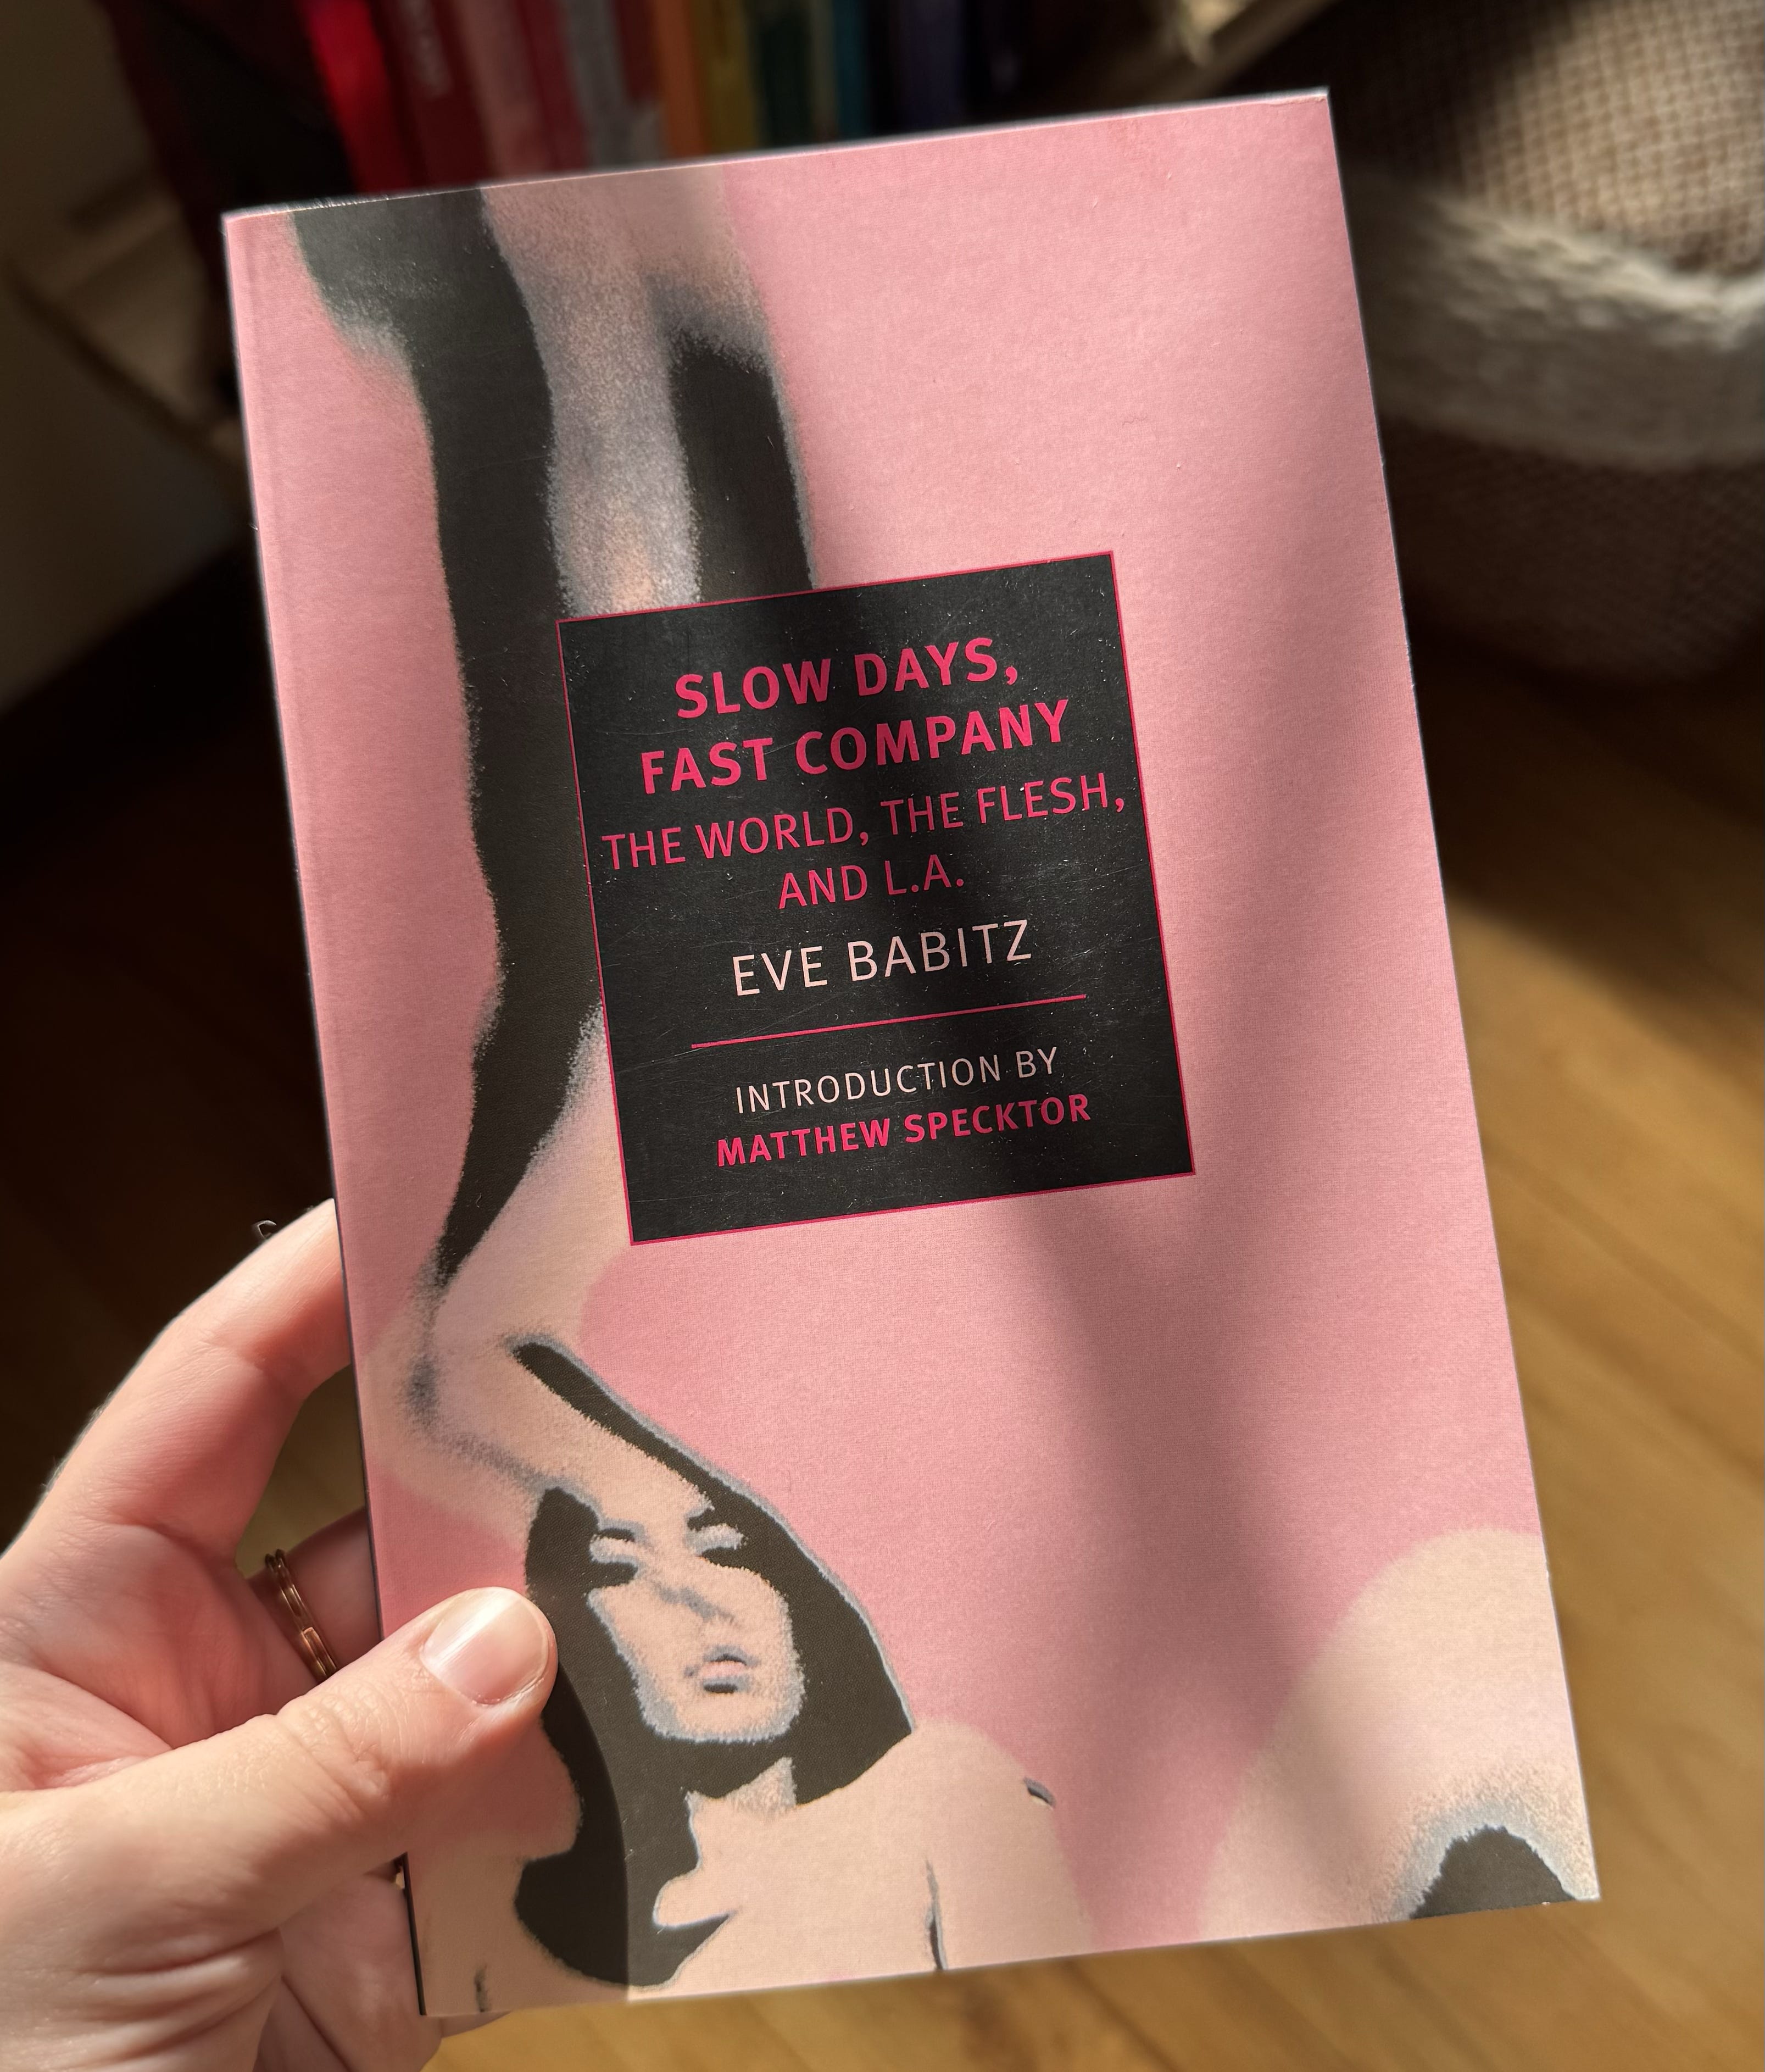 SLOW DAYS,
FAST COMPANY
THE WORLD, THE FLESH,
AND L.A.
EVE BABITZ
INTRODUCTION BY
MATTHEW SPECKTOR